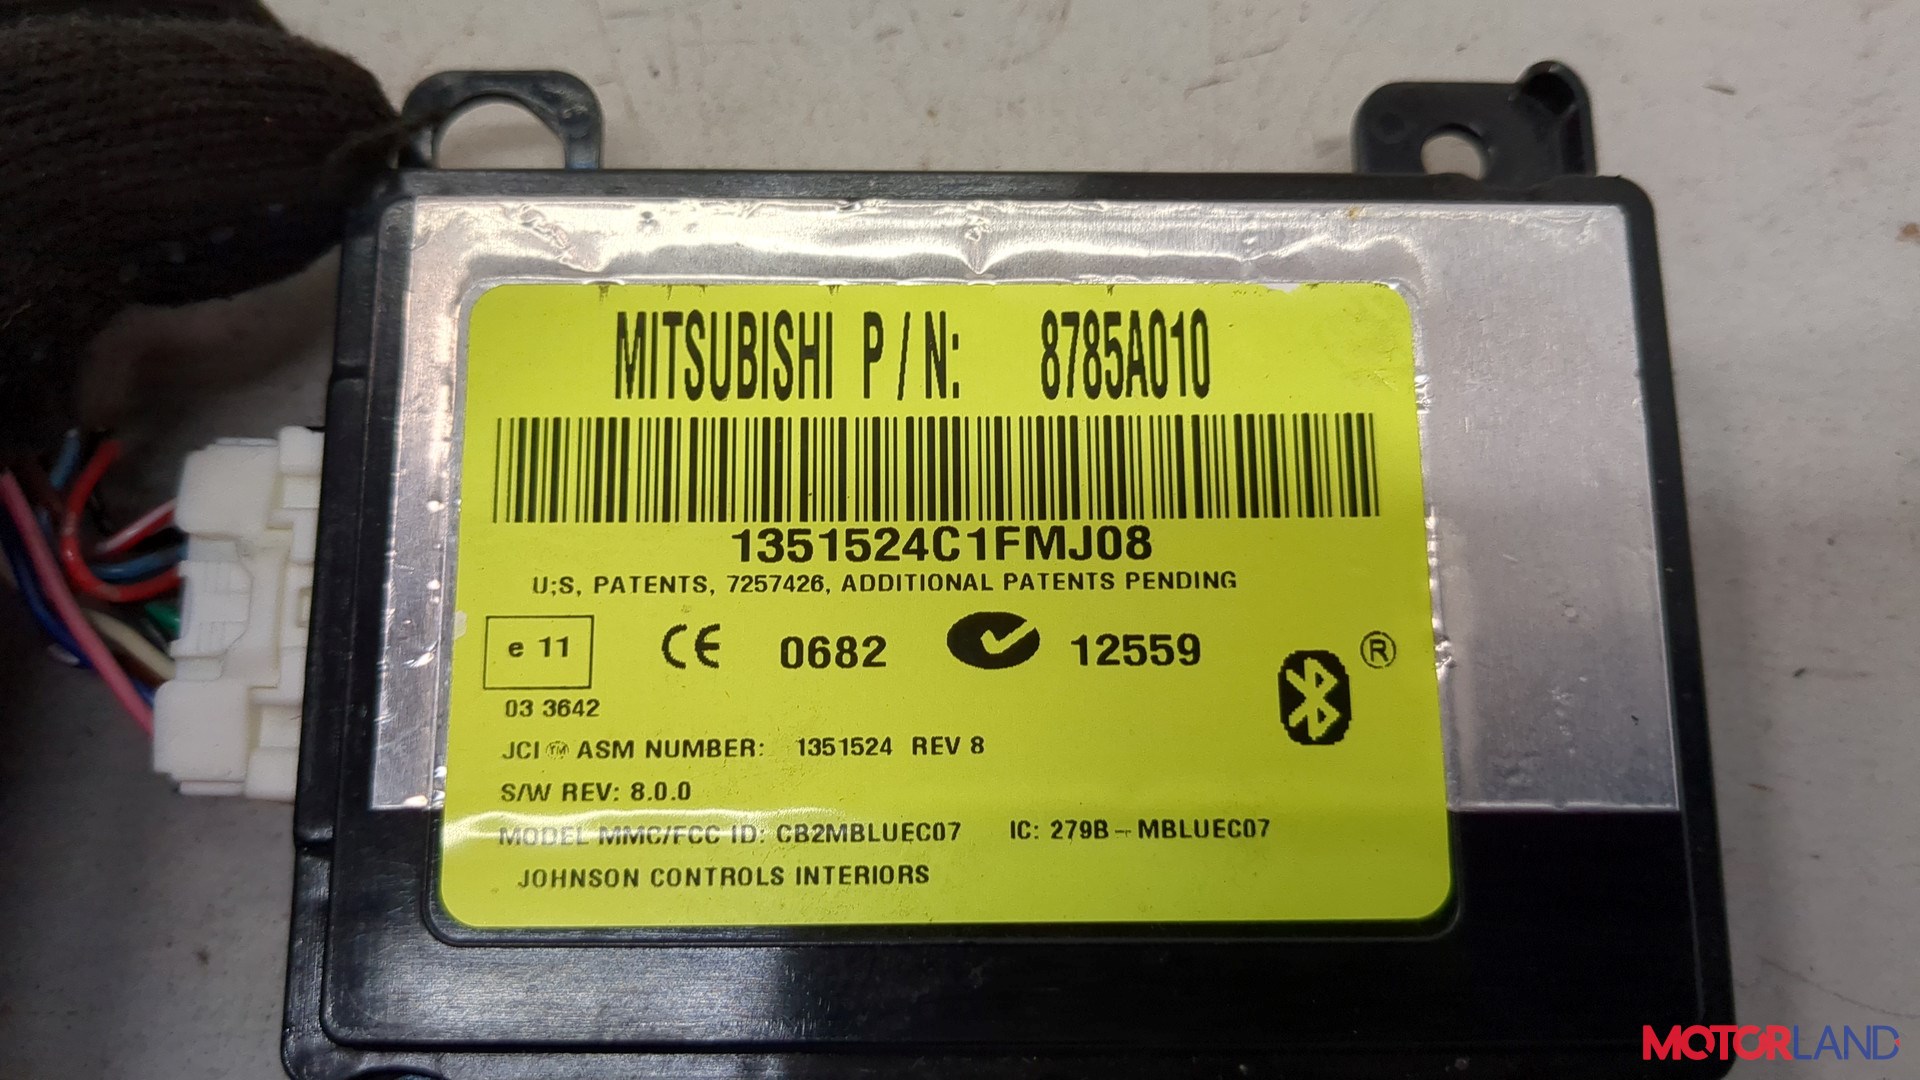 MITSUBISHI P/N: 8785A010
1351524C1FMJ08
U;S, PATENTS, 7257426, ADDITIONAL PATENTS PENDING
e 11 CE 0682 12559 ®
03 3642
JCI™ ASM NUMBER: 1351524 REV 8
S/W REV: 8.0.0
MODEL MMC/FCC ID: CB2MBLUEC07 IC: 279B-MBLUEC07
JOHNSON CONTROLS INTERIORS
MOTORLAND